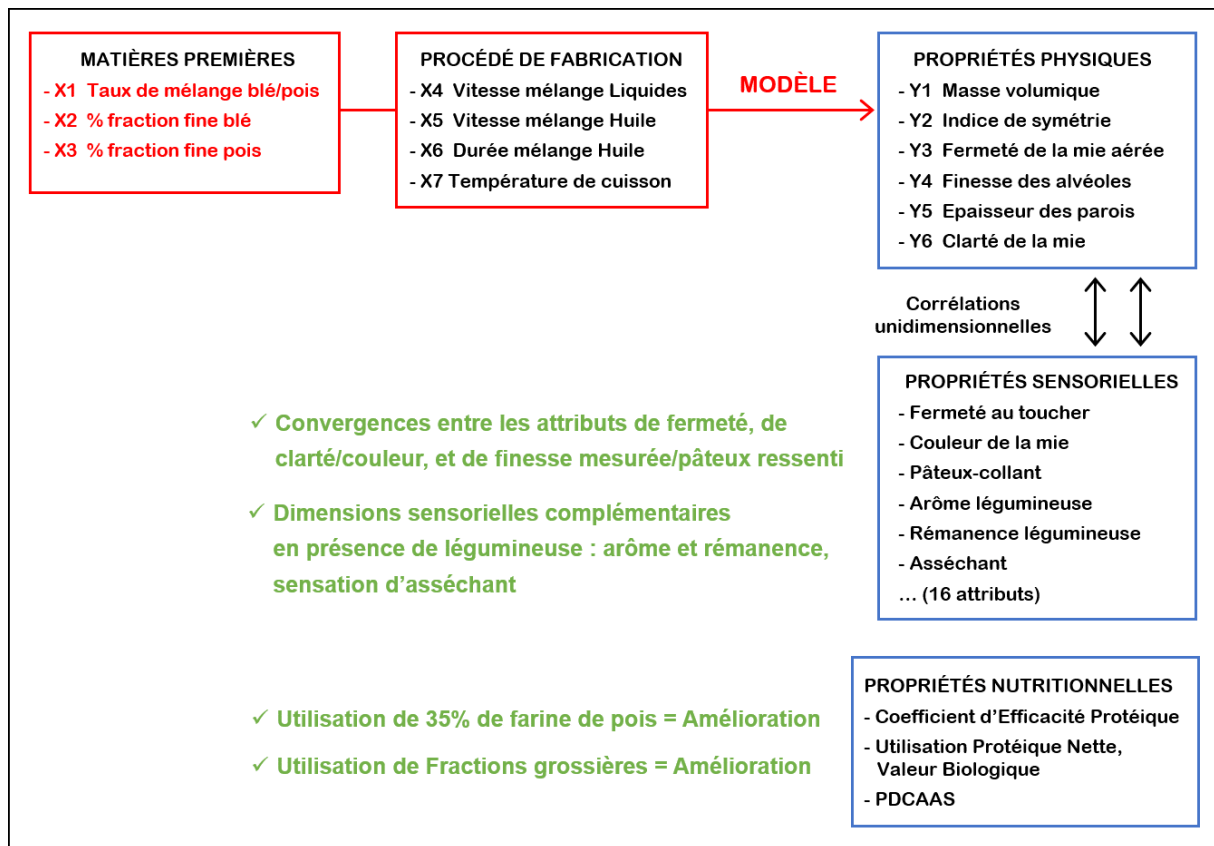 MATIÈRES PREMIÈRES
- X1 Taux de mélange blé/pois
- X2 % fraction fine blé
- X3 % fraction fine pois
PROCÉDÉ DE FABRICATION
- X4 Vitesse mélange Liquides
- X5 Vitesse mélange Huile
- X6 Durée mélange Huile
- X7 Température de cuisson
MODÈLE
PROPRIÉTÉS PHYSIQUES
- Y1 Masse volumique
- Y2 Indice de symétrie
- Y3 Fermeté de la mie aérée
- Y4 Finesse des alvéoles
- Y5 Epaisseur des parois
- Y6 Clarté de la mie
Corrélations
unidimensionnelles
PROPRIÉTÉS SENSORIELLES
- Fermeté au toucher
- Couleur de la mie
- Pâteux-collant
- Arôme légumineuse
- Rémanence légumineuse
- Asséchant
... (16 attributs)
✓ Convergences entre les attributs de fermeté, de
clarté/couleur, et de finesse mesurée/pâteux ressenti
✓ Dimensions sensorielles complémentaires
en présence de légumineuse : arôme et rémanence,
sensation d'asséchant
PROPRIÉTÉS NUTRITIONNELLES
- Coefficient d'Efficacité Protéique
- Utilisation Protéique Nette,
Valeur Biologique
- PDCAAS
✓ Utilisation de 35% de farine de pois = Amélioration
✓ Utilisation de Fractions grossières = Amélioration